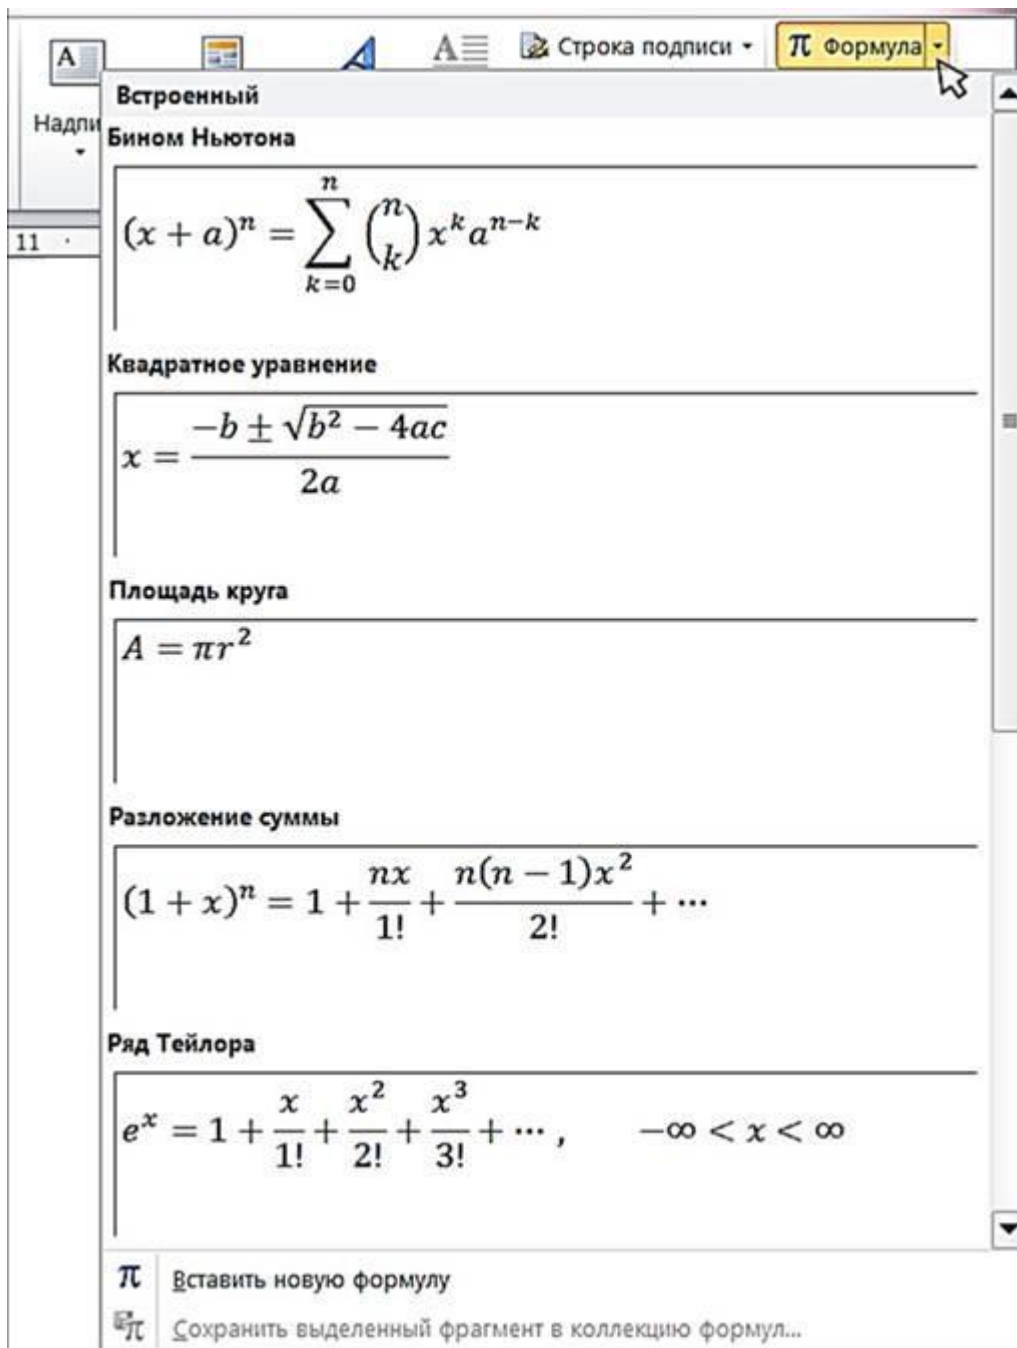 Строка подписи
π Формула
Надпи
Встроенный
Бином Ньютона
11
(x + a)^n = ∑_{k=0}^{n} (n k) x^k a^{n−k}
Квадратное уравнение
x = (−b ± √(b² − 4ac)) / 2a
Площадь круга
A = πr²
Разложение суммы
(1 + x)^n = 1 + nx/1! + n(n − 1)x²/2! + ⋯
Ряд Тейлора
e^x = 1 + x/1! + x²/2! + x³/3! + ⋯ , −∞ < x < ∞
π Вставить новую формулу
Сохранить выделенный фрагмент в коллекцию формул...